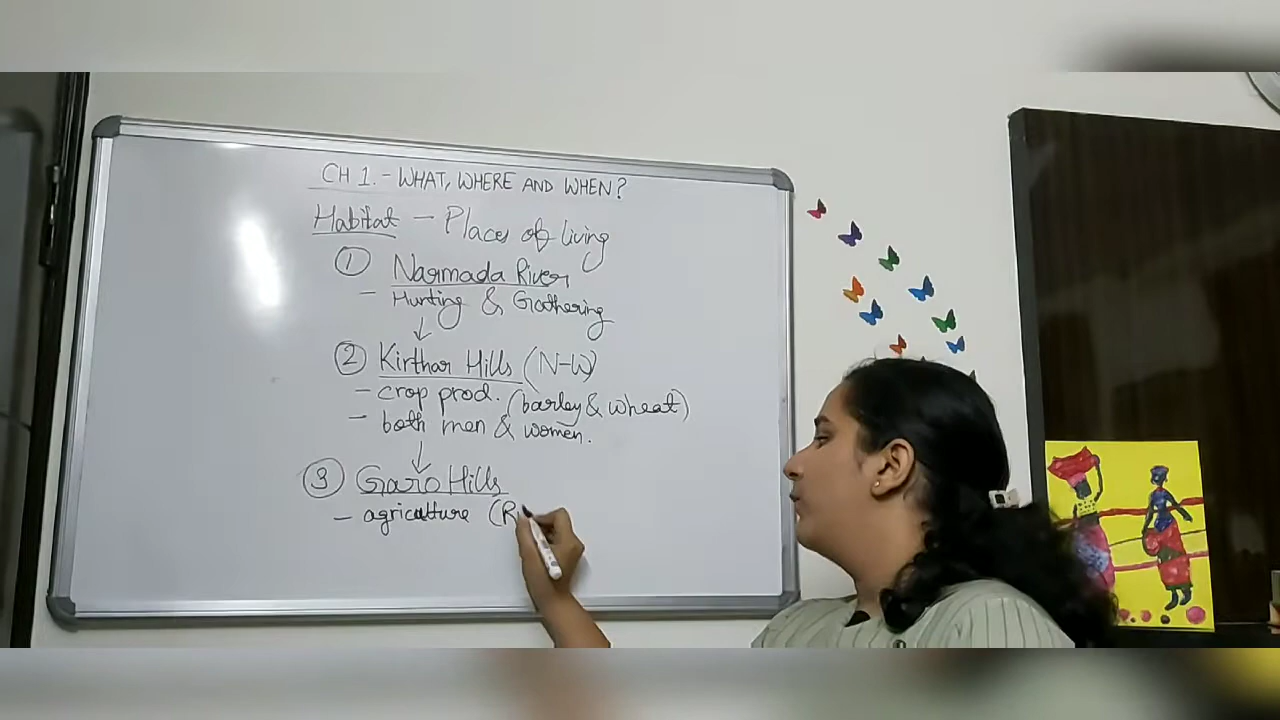 CH 1. - WHAT, WHERE AND WHEN?
Habitat - Places of living
① Narmada River
- Hunting & Gathering
↓
② Kirthar Hills (N-W)
- crop prod. (barley & wheat)
- both men & women.
↓
③ Garo Hills
- agriculture (R